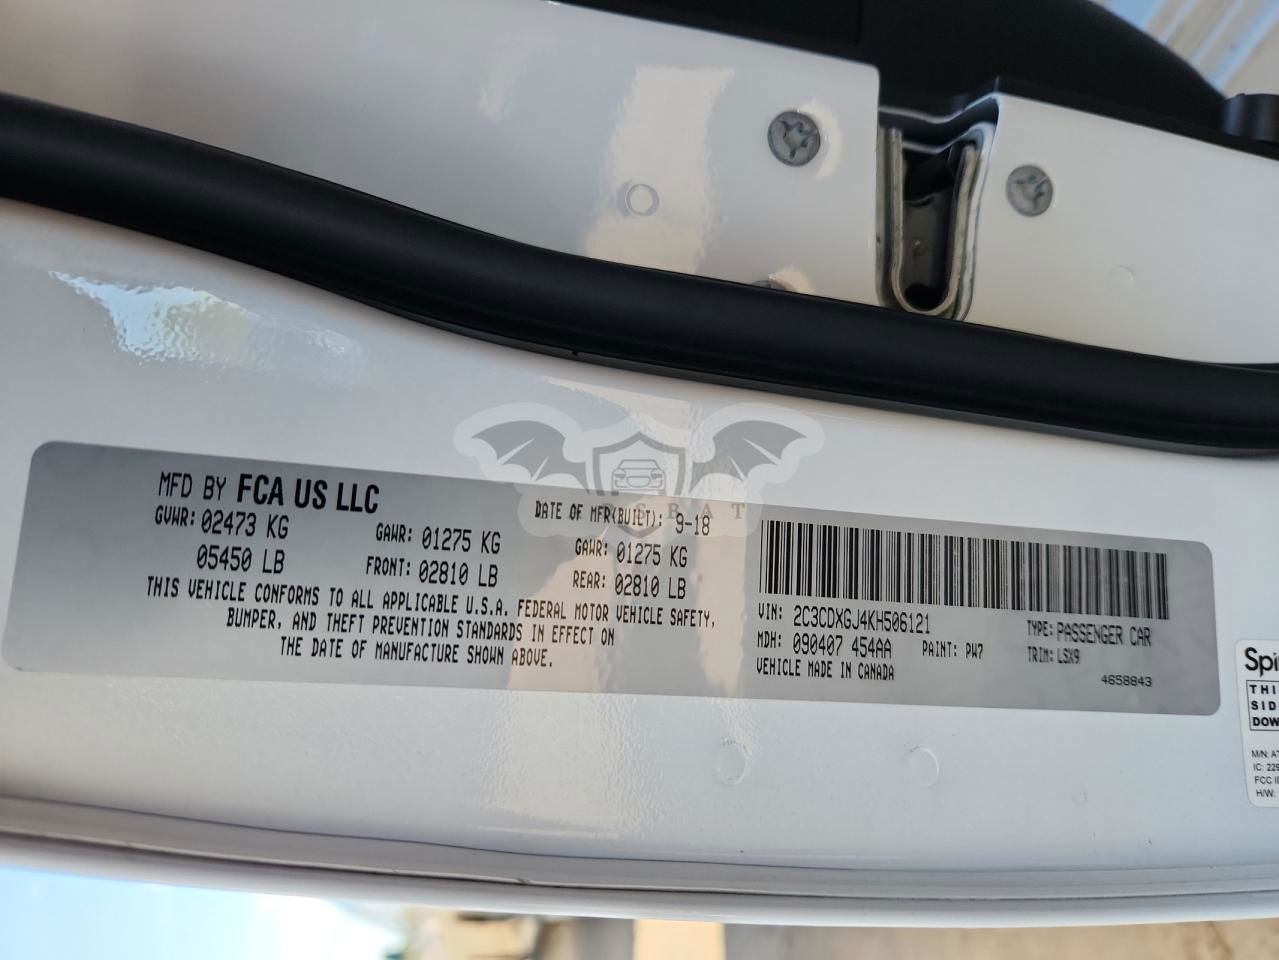 MFD BY FCA US LLC
DATE OF MFR(BUILT): 9-18
GVWR: 02473 KG
GAWR: 01275 KG
GAWR: 01275 KG
05450 LB
FRONT: 02810 LB
REAR: 02810 LB
THIS VEHICLE CONFORMS TO ALL APPLICABLE U.S.A. FEDERAL MOTOR VEHICLE SAFETY,
BUMPER, AND THEFT PREVENTION STANDARDS IN EFFECT ON
THE DATE OF MANUFACTURE SHOWN ABOVE.
VIN: 2C3CDXGJ4KH506121
TYPE: PASSENGER CAR
MDH: 090407 454AA
PAINT: PW7
TRIM: LSX9
VEHICLE MADE IN CANADA
4658843
DOW
M/N:
IC:
FCC
H/W: